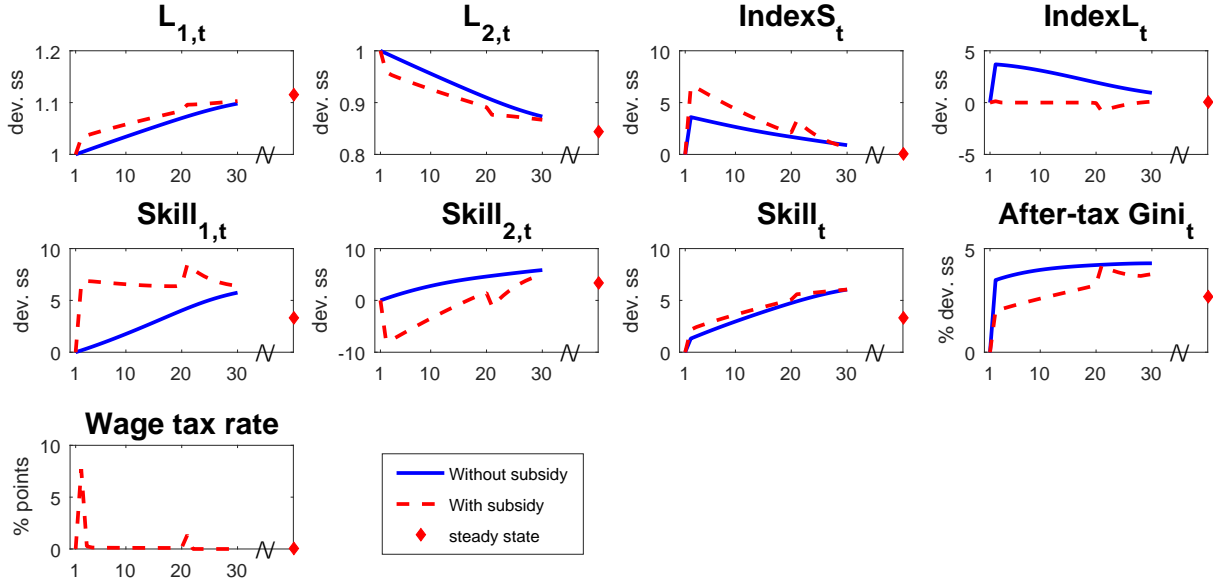 L1,t
L2,t
IndexSt
IndexLt
dev. ss
1.2
1.1
1
1 10 20 30
dev. ss
1
0.9
0.8
1 10 20 30
dev. ss
10
5
0
1 10 20 30
dev. ss
5
0
-5
1 10 20 30
Skill1,t
Skill2,t
Skillt
After-tax Ginit
dev. ss
10
5
0
1 10 20 30
dev. ss
10
0
-10
1 10 20 30
dev. ss
10
5
0
1 10 20 30
% dev. ss
5
0
1 10 20 30
Wage tax rate
% points
10
5
0
1 10 20 30
Without subsidy
With subsidy
steady state